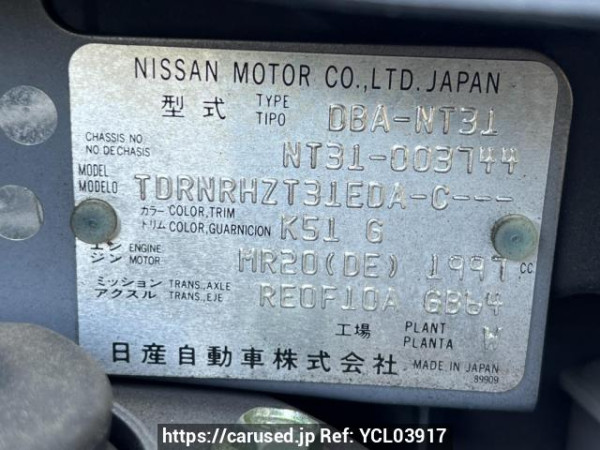 NISSAN MOTOR CO.,LTD. JAPAN
型式 TYPE TIPO DBA-NT31
CHASSIS NO NO DE CHASIS NT31-003744
MODEL MODELO TDRNRHZT31EDA-C---
カラー トリム COLOR,TRIM COLOR, GUARNICION K51 G
エンジン ENGINE MOTOR MR20(DE) 1997 CC
ミッション アクスル TRANS.,AXLE TRANS.,EJE RE0F10A GB64
工場 PLANT PLANTA W
日産自動車株式会社 MADE IN JAPAN
89909
https://carused.jp Ref: YCL03917